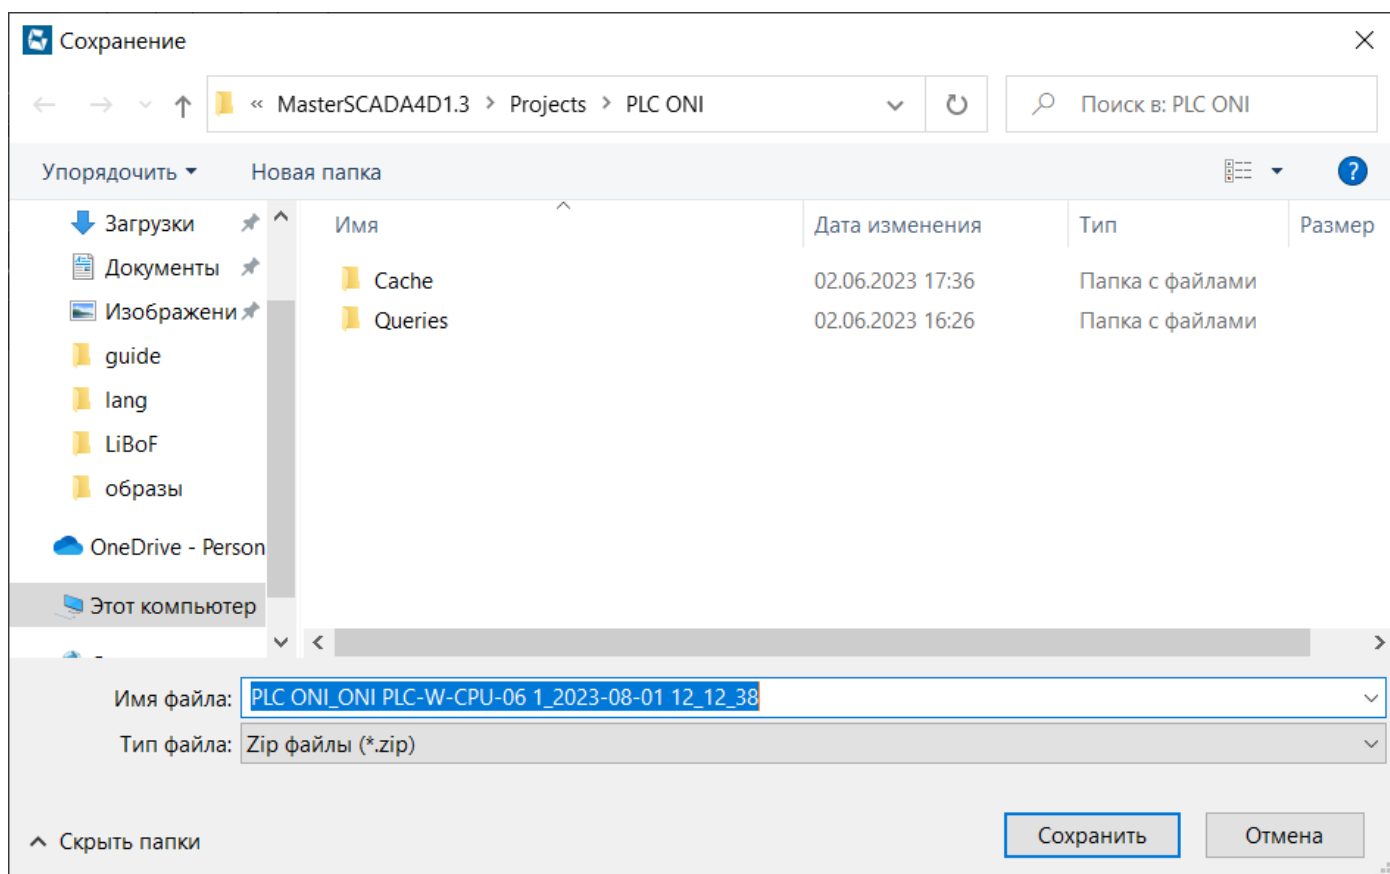 Сохранение
« MasterSCADA4D1.3 > Projects > PLC ONI
Поиск в: PLC ONI
Упорядочить Новая папка
?
Имя Дата изменения Тип Размер
Загрузки
Документы
Изображени
guide
lang
LiBoF
образы
OneDrive - Person
Этот компьютер
Cache 02.06.2023 17:36 Папка с файлами
Queries 02.06.2023 16:26 Папка с файлами
Имя файла: PLC ONI_ONI PLC-W-CPU-06 1_2023-08-01 12_12_38
Тип файла: Zip файлы (*.zip)
Скрыть папки
Сохранить Отмена